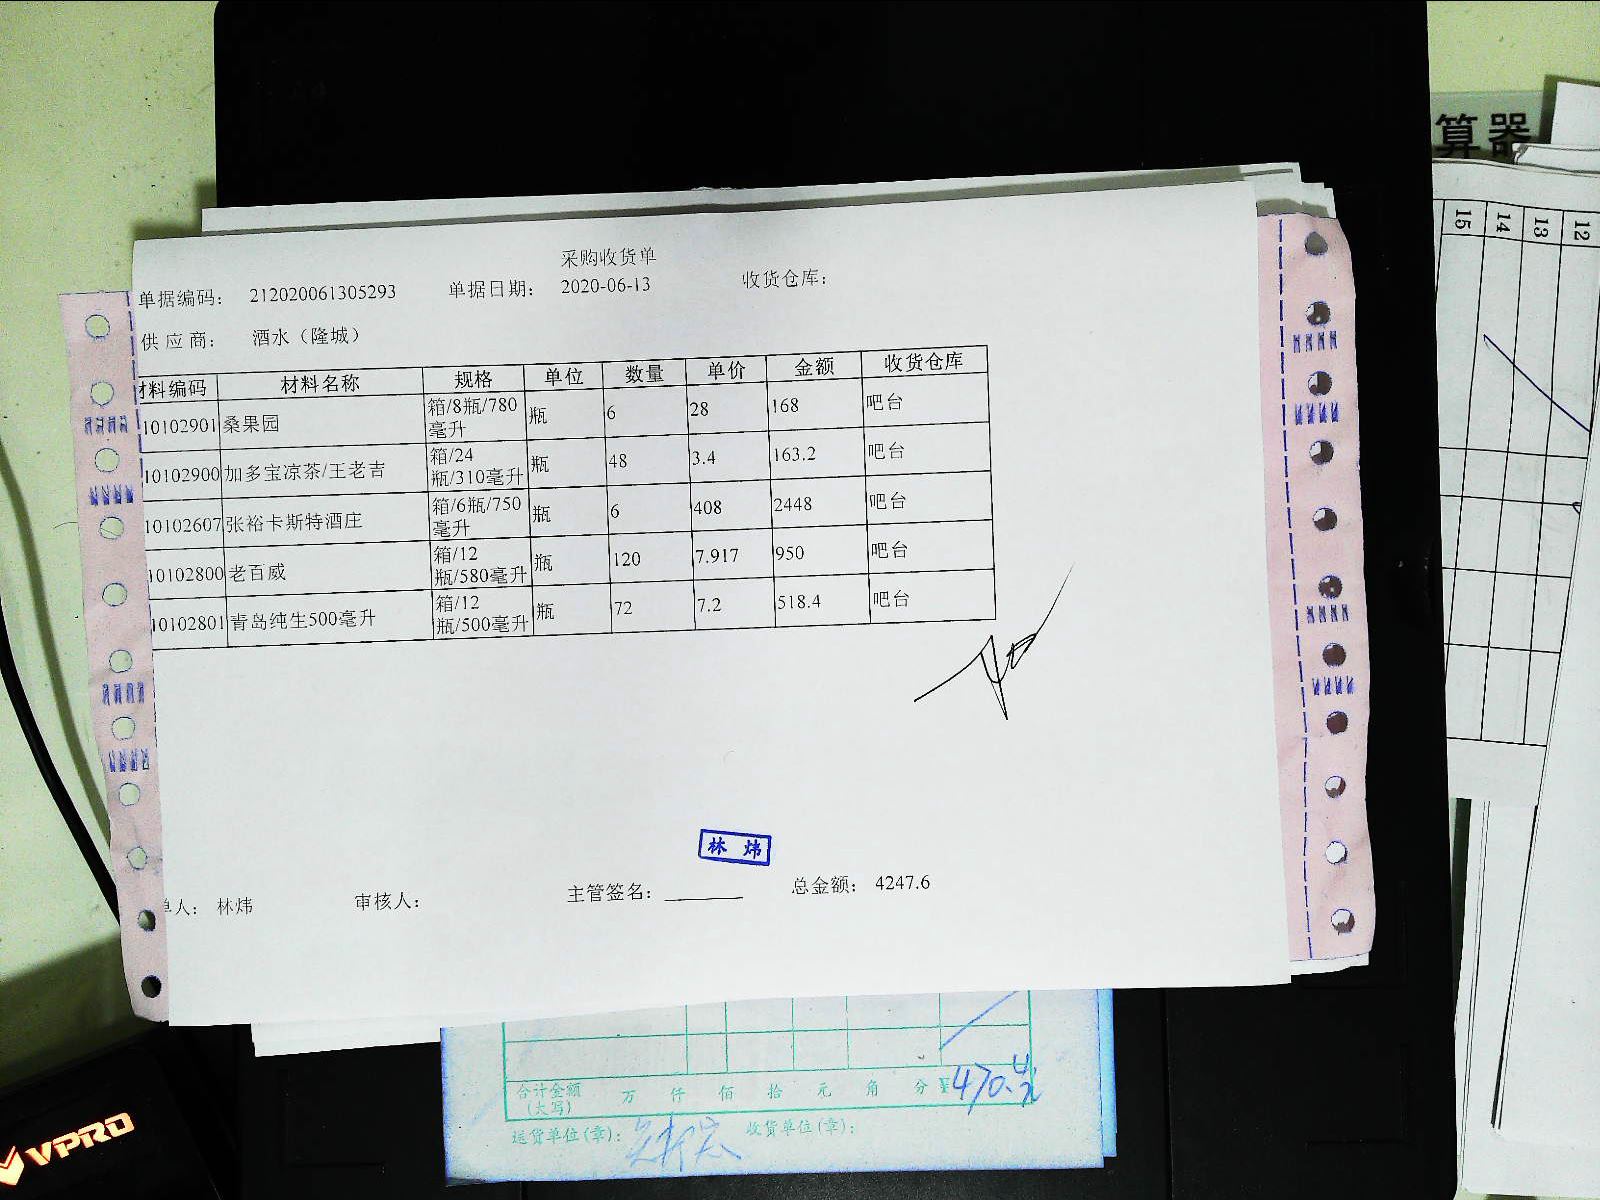 算器
15 14 13 12
采购收货单
单据编码： 212020061305293 单据日期： 2020-06-13 收货仓库：
供应商： 酒水（隆城）
材料编码 材料名称 规格 单位 数量 单价 金额 收货仓库
10102901 桑果园 箱/8瓶/780毫升 瓶 6 28 168 吧台
10102900 加多宝凉茶/王老吉 箱/24瓶/310毫升 瓶 48 3.4 163.2 吧台
10102607 张裕卡斯特酒庄 箱/6瓶/750毫升 瓶 6 408 2448 吧台
10102800 老百威 箱/12瓶/580毫升 瓶 120 7.917 950 吧台
10102801 青岛纯生500毫升 箱/12瓶/500毫升 瓶 72 7.2 518.4 吧台
林炜
单人： 林炜 审核人： 主管签名： 总金额： 4247.6
合计金额（大写） 万 仟 佰 拾 元 角 分 ¥470.4元
送货单位(章)： 收货单位(章)：
VPRO